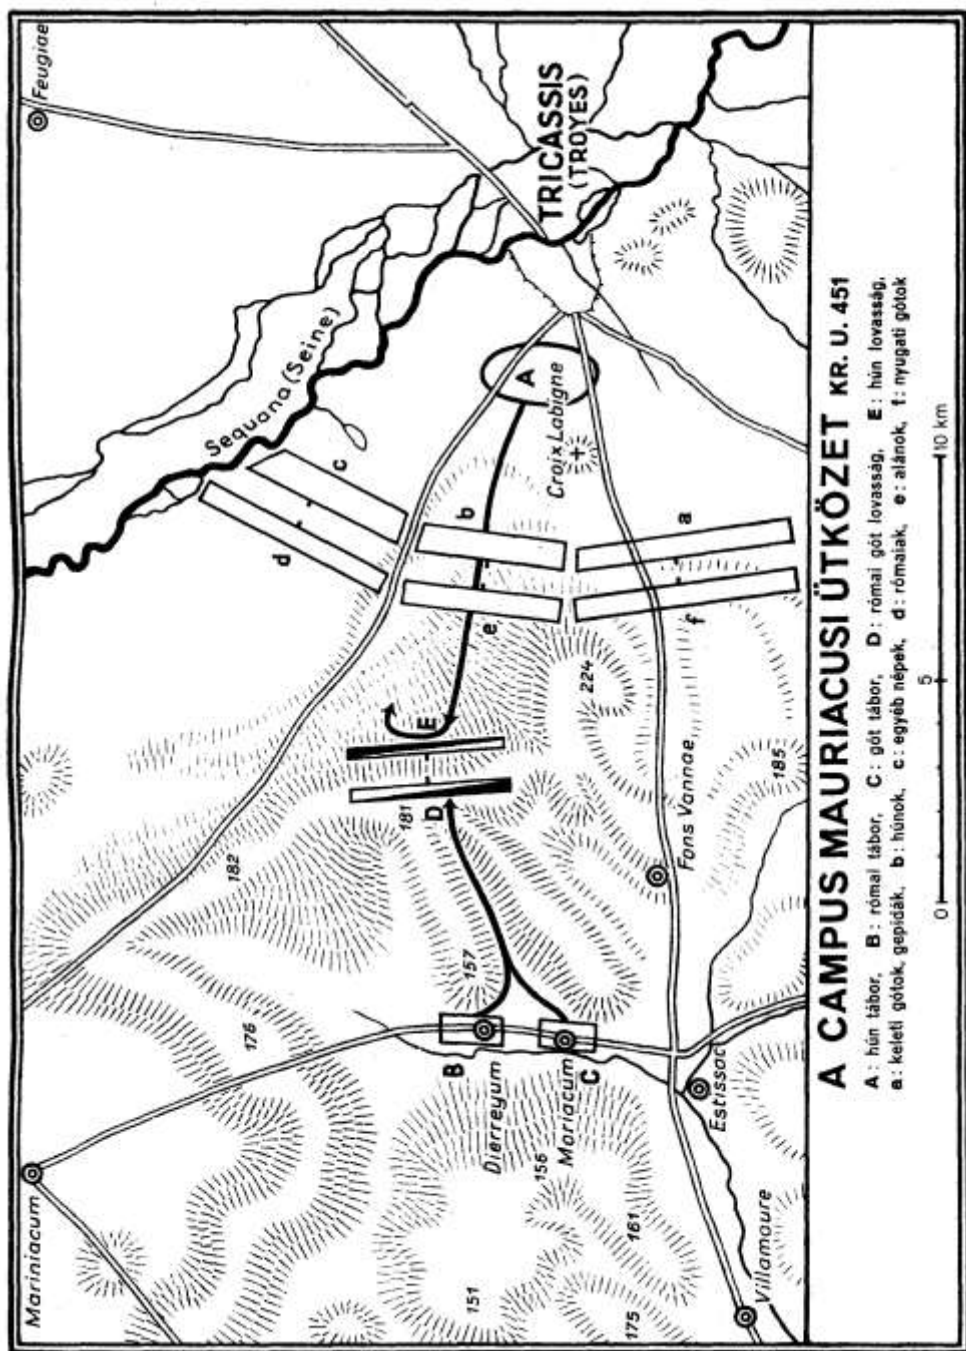 Mariniacum
Feugiae
Sequana (Seine)
182
176
c
d
181
D
E
b
e
A
TRICASSIS
(TROYES)
B
157
Dierreyum
Moriacum
C
156
151
161
175
224
Croix Labigne
a
f
Fons Vannae
185
Estissac
Villamaure
A CAMPUS MAURIACUSI ÜTKÖZET KR. U. 451
A: hún tábor, B: római tábor, C: gót tábor, D: római gót lovasság, E: hún lovasság,
a: keleti gótok, gepidák, b: húnok, c: egyéb népek, d: rómaiak, e: alánok, f: nyugati gótok
0 5 10 km